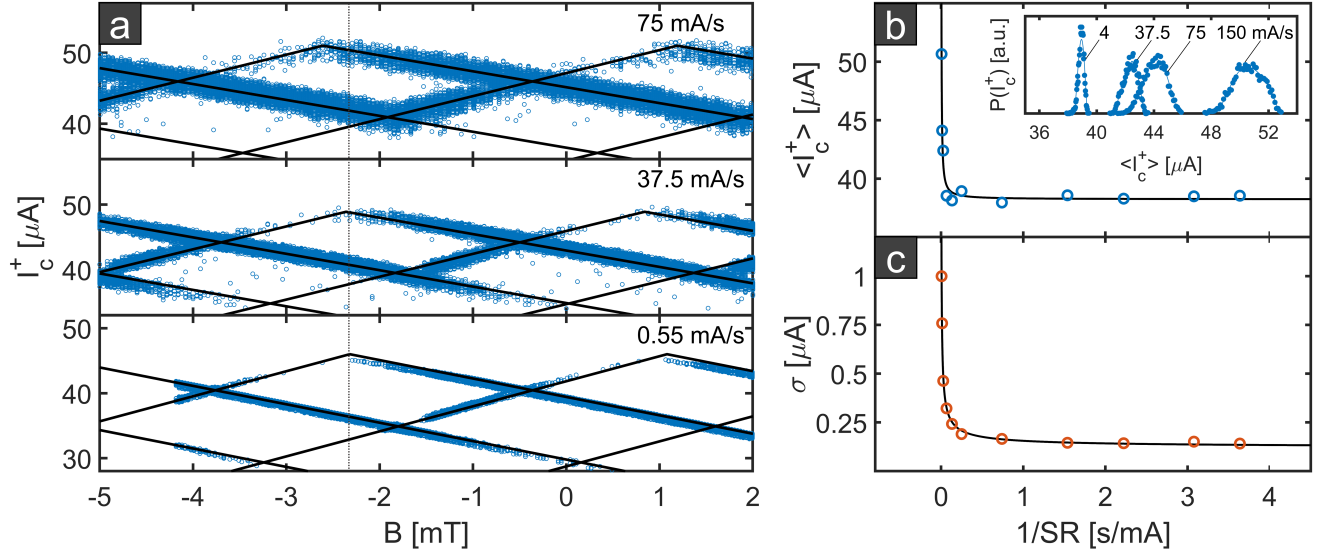 a
75 mA/s
50
40
37.5 mA/s
50
40
0.55 mA/s
50
40
30
I_c^+ [μA]
-5 -4 -3 -2 -1 0 1 2
B [mT]
b
50
45
40
<I_c^+> [μA]
4 37.5 75 150 mA/s
P(I_c^+) [a.u.]
36 40 44 48 52
<I_c^+> [μA]
c
1
0.75
0.5
0.25
σ [μA]
0 1 2 3 4
1/SR [s/mA]